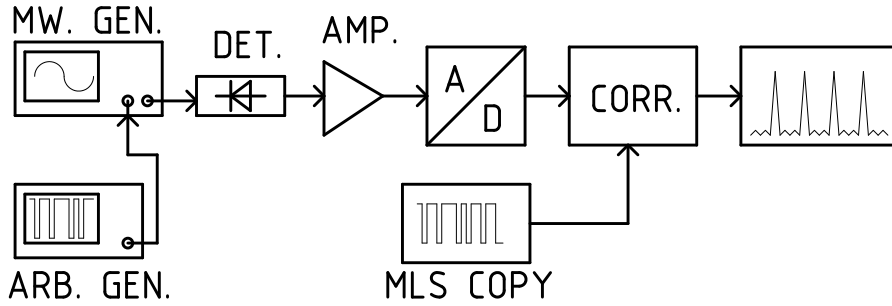 MW. GEN.
DET.
AMP.
A
D
CORR.
ARB. GEN.
MLS COPY